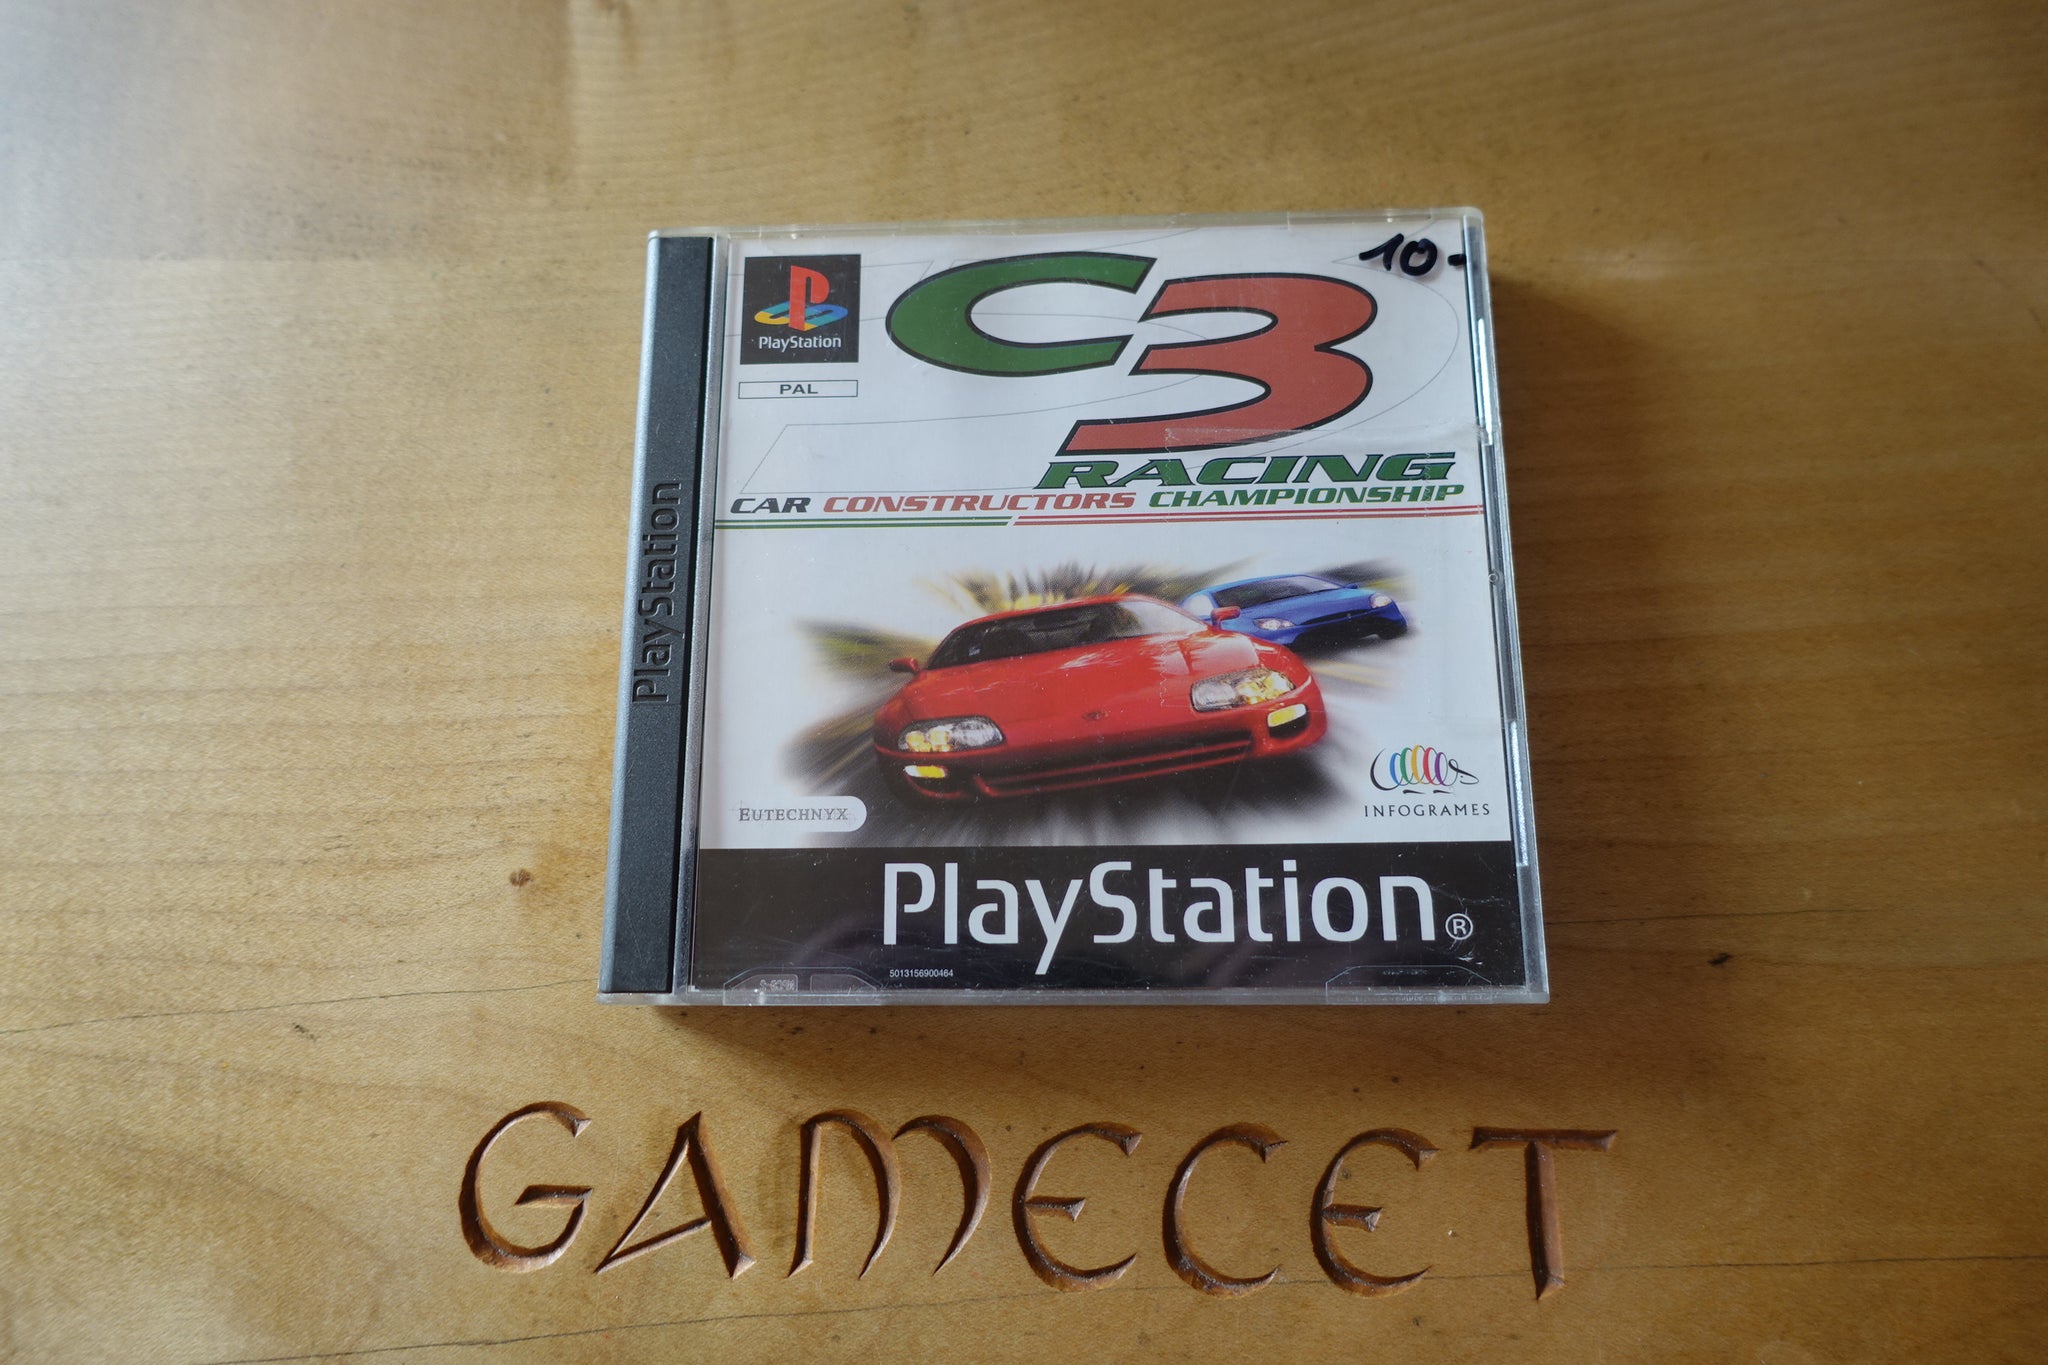 10.-
C3
PlayStation
PAL
RACING
CAR CONSTRUCTORS CHAMPIONSHIP
PlayStation
EUTECHNYX
INFOGRAMES
PlayStation®
5013156900464
GAMECET